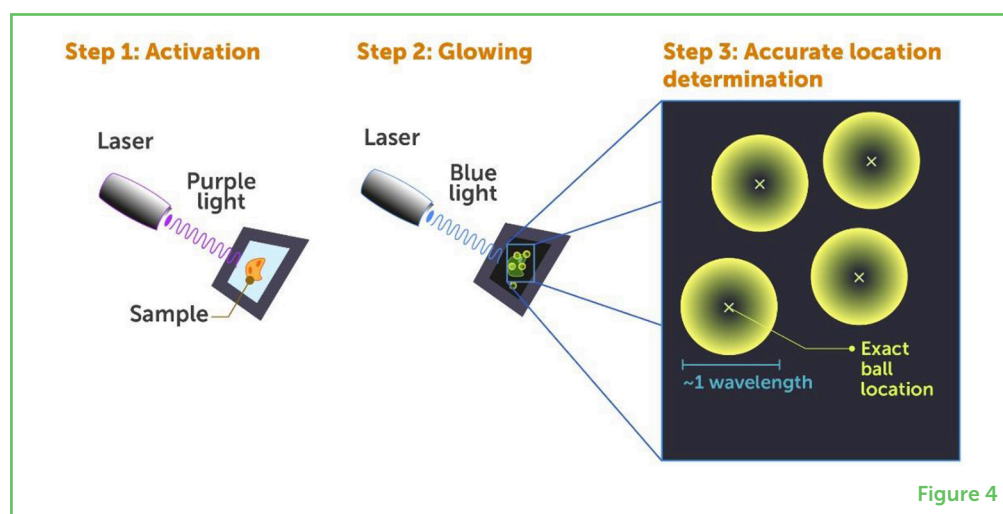 Step 1: Activation
Laser
Purple
light
Sample
Step 2: Glowing
Laser
Blue
light
Step 3: Accurate location
determination
Exact
ball
location
~1 wavelength
Figure 4